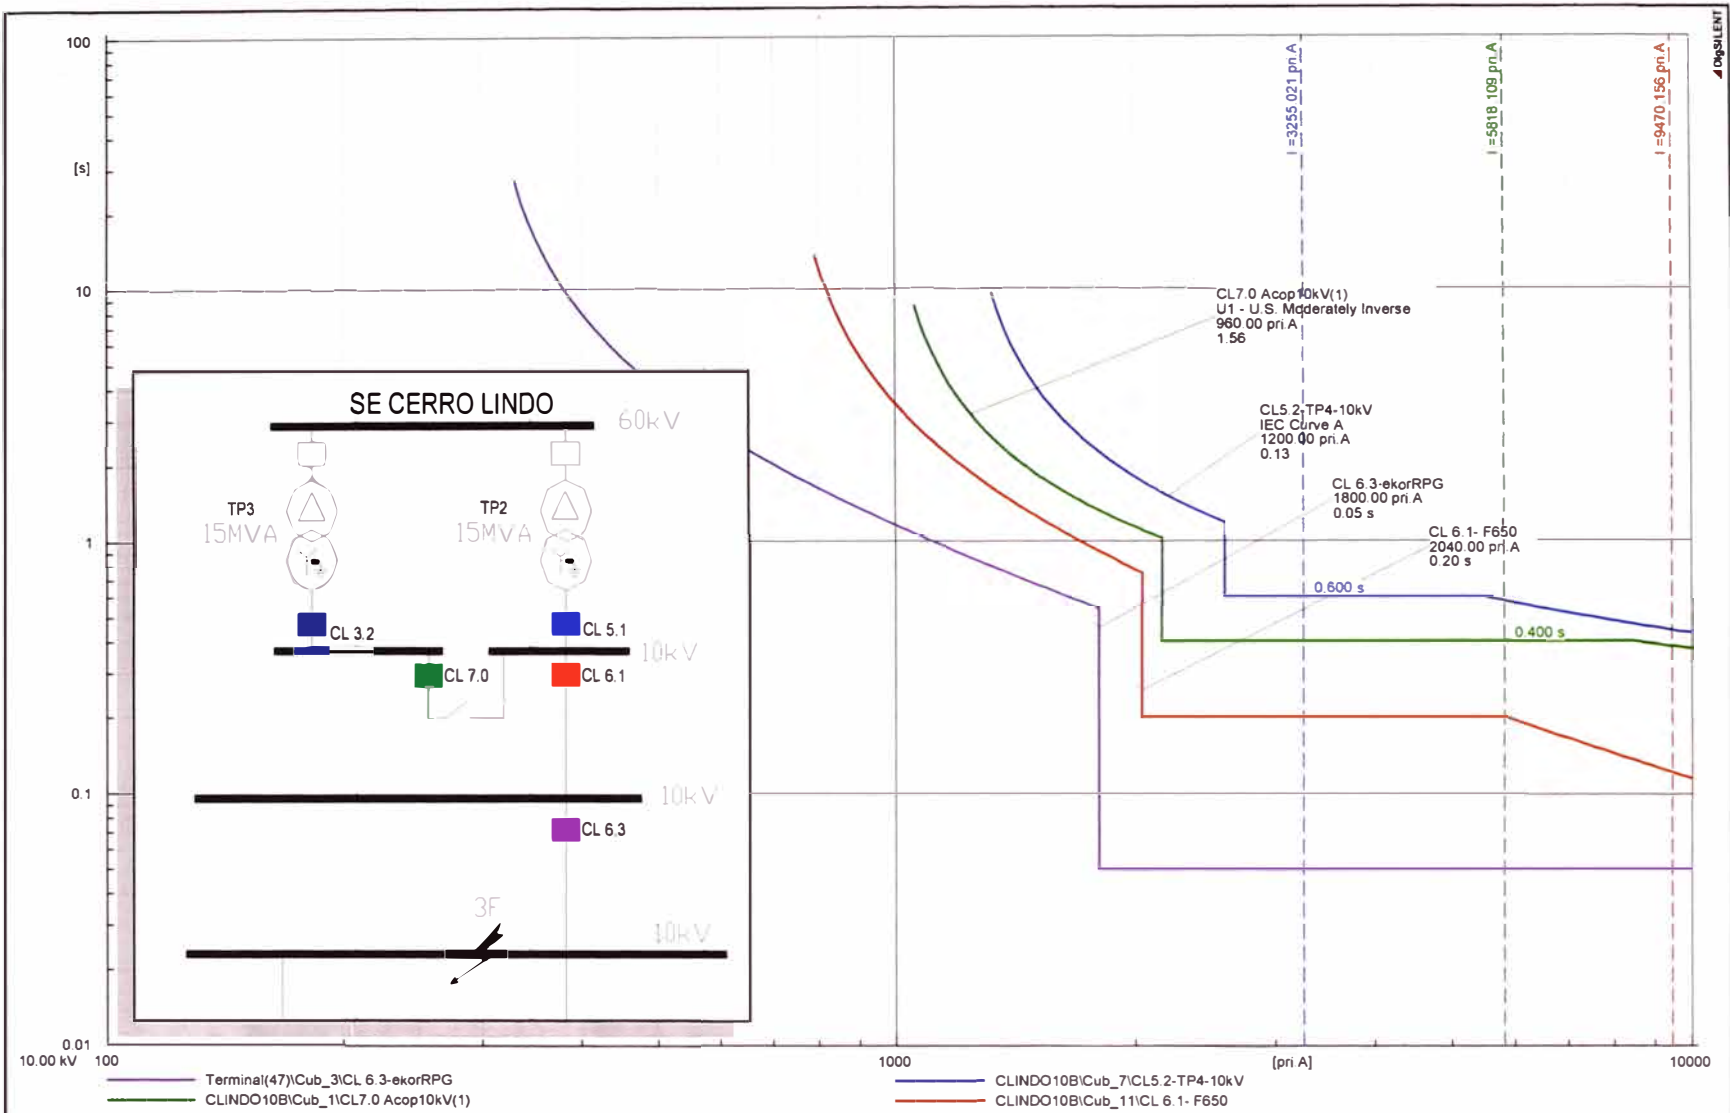 DIgSILENT
100
[s]
10
1
0.1
0.01
I =3255 021 pri.A
I =5818 109 pri.A
I =9470 156 pri.A
CL7.0 Acop10kV(1)
U1 - U.S. Moderately Inverse
960.00 pri.A
1.56
CL5.2-TP4-10kV
IEC Curve A
1200.00 pri.A
0.13
CL 6.3-ekorRPG
1800.00 pri.A
0.05 s
CL 6.1- F650
2040.00 pri.A
0.20 s
0.600 s
0.400 s
SE CERRO LINDO
60kV
TP3
15MVA
TP2
15MVA
CL 3.2
CL 5.1
10kV
CL 7.0
CL 6.1
10kV
CL 6.3
3F
10kV
10.00 kV
100
1000
[pri.A]
10000
Terminal(47)\Cub_3\CL 6.3-ekorRPG
CLINDO10B\Cub_7\CL5.2-TP4-10kV
CLINDO10B\Cub_1\CL7.0 Acop10kV(1)
CLINDO10B\Cub_11\CL 6.1- F650